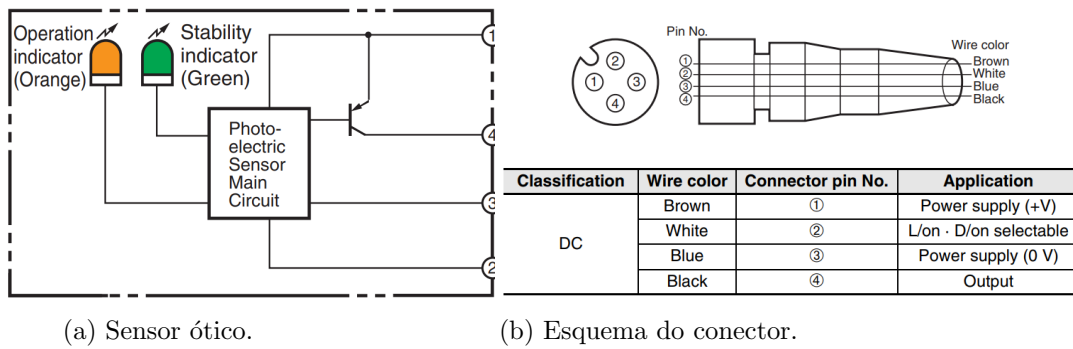 Operation
indicator
(Orange)
Stability
indicator
(Green)
Photo-
electric
Sensor
Main
Circuit
①
④
③
②
Pin No.
②
① ③
④
Wire color
① Brown
② White
③ Blue
④ Black
Classification Wire color Connector pin No. Application
DC
Brown ① Power supply (+V)
White ② L/on · D/on selectable
Blue ③ Power supply (0 V)
Black ④ Output
(a) Sensor ótico.
(b) Esquema do conector.